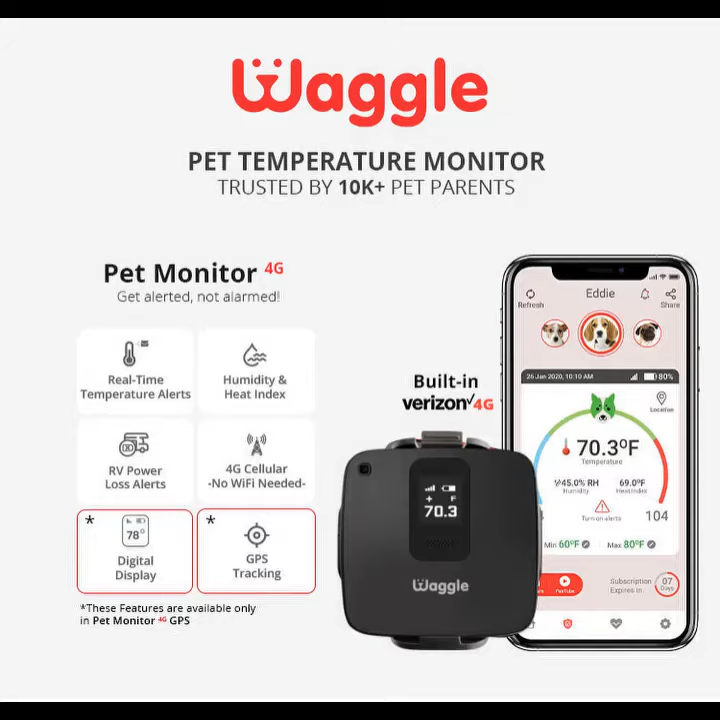 Waggle
PET TEMPERATURE MONITOR
TRUSTED BY 10K+ PET PARENTS
Pet Monitor 4G
Get alerted, not alarmed!
Real-Time
Temperature Alerts
Humidity &
Heat Index
RV Power
Loss Alerts
4G Cellular
-No WiFi Needed-
*
78°
Digital
Display
*
GPS
Tracking
*These Features are available only
in Pet Monitor 4G GPS
Built-in
verizon✓4G
+ F
70.3
Waggle
Eddie
Refresh
Share
26 Jan 2020, 10:10 AM
80%
Location
70.3°F
Temperature
45.0% RH
Humidity
69.0°F
Heat Index
Turn on alerts
104
Min 60°F
Max 80°F
YouTube
Subscription
Expires in
07
Days